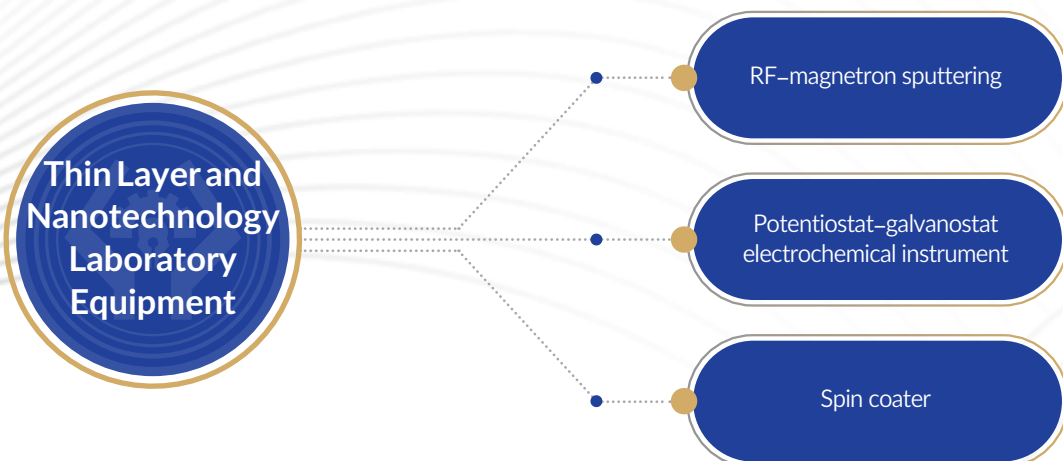 Thin Layer and
Nanotechnology
Laboratory
Equipment
RF-magnetron sputtering
Potentiostat-galvanostat
electrochemical instrument
Spin coater